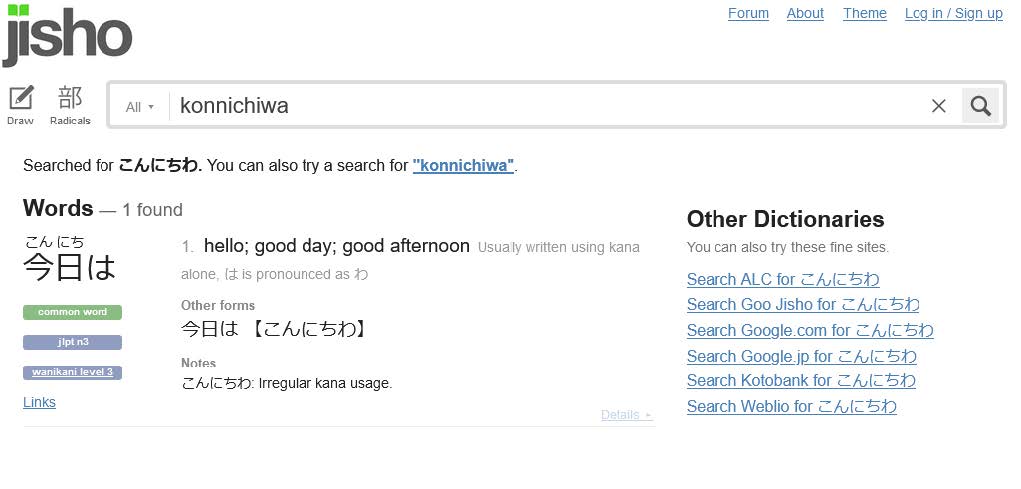 jisho
Forum About Theme Log in / Sign up
Draw
部
Radicals
All ▾ konnichiwa
Searched for こんにちわ. You can also try a search for "konnichiwa".
Words — 1 found
こん にち
今日は
common word
jlpt n3
wanikani level 3
Links
1. hello; good day; good afternoon Usually written using kana
alone, は is pronounced as わ
Other forms
今日は 【こんにちわ】
Notes
こんにちわ: Irregular kana usage.
Details ▸
Other Dictionaries
You can also try these fine sites.
Search ALC for こんにちわ
Search Goo Jisho for こんにちわ
Search Google.com for こんにちわ
Search Google.jp for こんにちわ
Search Kotobank for こんにちわ
Search Weblio for こんにちわ